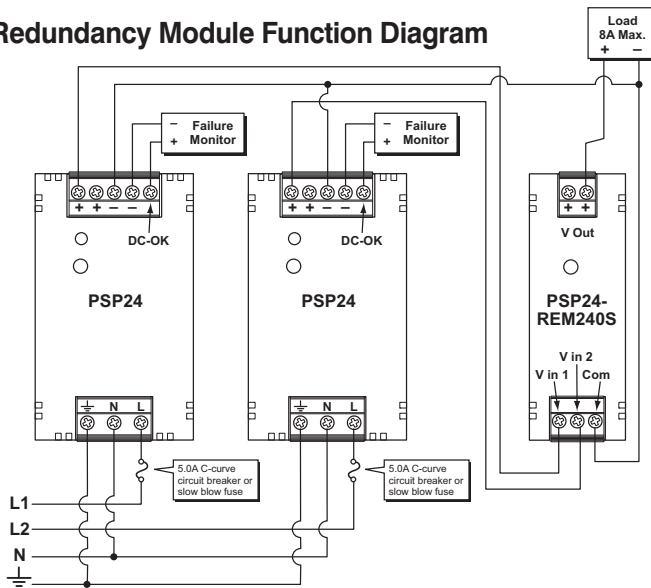 Redundancy Module Function Diagram
Load
8A Max.
+ −
− Failure
+ Monitor
− Failure
+ Monitor
+ + − −
DC-OK
PSP24
N L
+ + − −
DC-OK
PSP24
N L
+ +
V Out
PSP24-
REM240S
V in 2
V in 1 Com
5.0A C-curve
circuit breaker or
slow blow fuse
5.0A C-curve
circuit breaker or
slow blow fuse
L1
L2
N